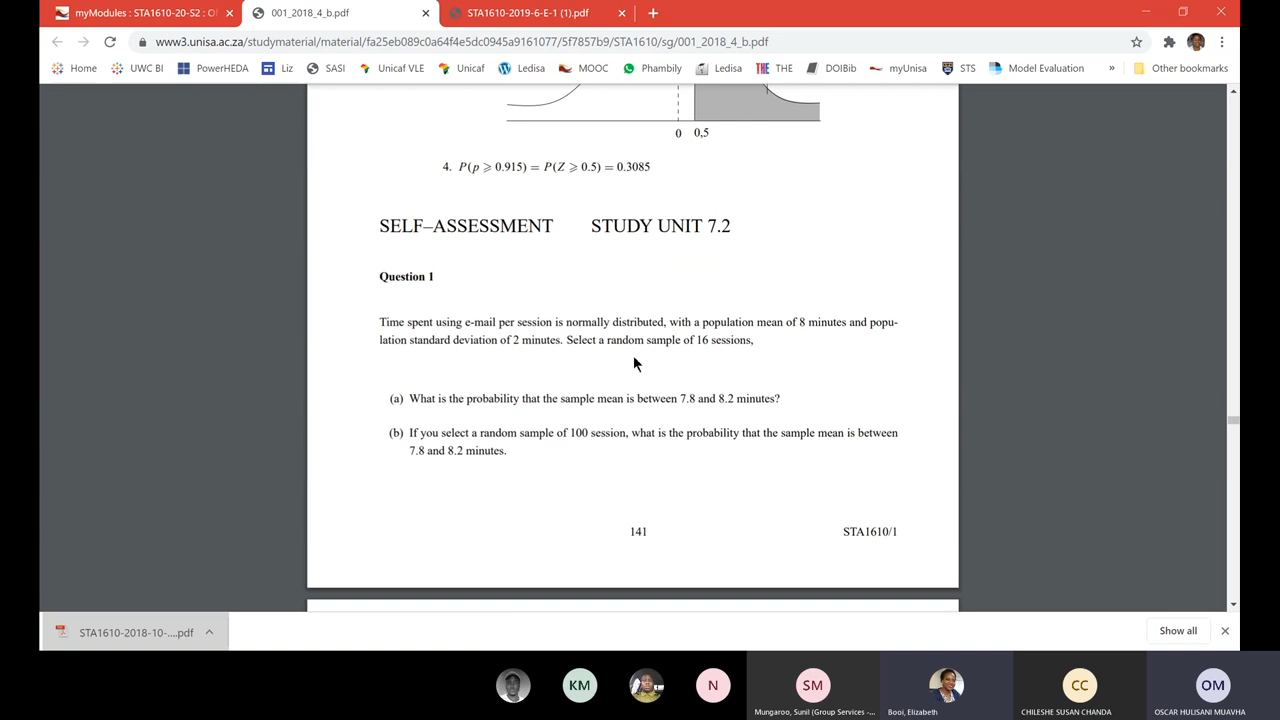 myModules : STA1610-20-S2 : O
001_2018_4_b.pdf
STA1610-2019-6-E-1 (1).pdf
www3.unisa.ac.za/studymaterial/material/fa25eb089c0a64f4e5dc0945a9161077/5f7857b9/STA1610/sg/001_2018_4_b.pdf
Home
UWC BI
PowerHEDA
Liz
SASI
Unicaf VLE
Unicaf
Ledisa
MOOC
Phambily
Ledisa
THE THE
DOIBib
myUnisa
STS
Model Evaluation
»
Other bookmarks
0 0,5
4. P(p ⩾ 0.915) = P(Z ⩾ 0.5) = 0.3085
SELF–ASSESSMENT STUDY UNIT 7.2
Question 1
Time spent using e-mail per session is normally distributed, with a population mean of 8 minutes and popu-
lation standard deviation of 2 minutes. Select a random sample of 16 sessions,
(a) What is the probability that the sample mean is between 7.8 and 8.2 minutes?
(b) If you select a random sample of 100 session, what is the probability that the sample mean is between
7.8 and 8.2 minutes.
141 STA1610/1
STA1610-2018-10-....pdf
Show all
KM
N
SM
CC
OM
Mungaroo, Sunil (Group Services -...
Booi, Elizabeth
CHILESHE SUSAN CHANDA
OSCAR HULISANI MUAVHA